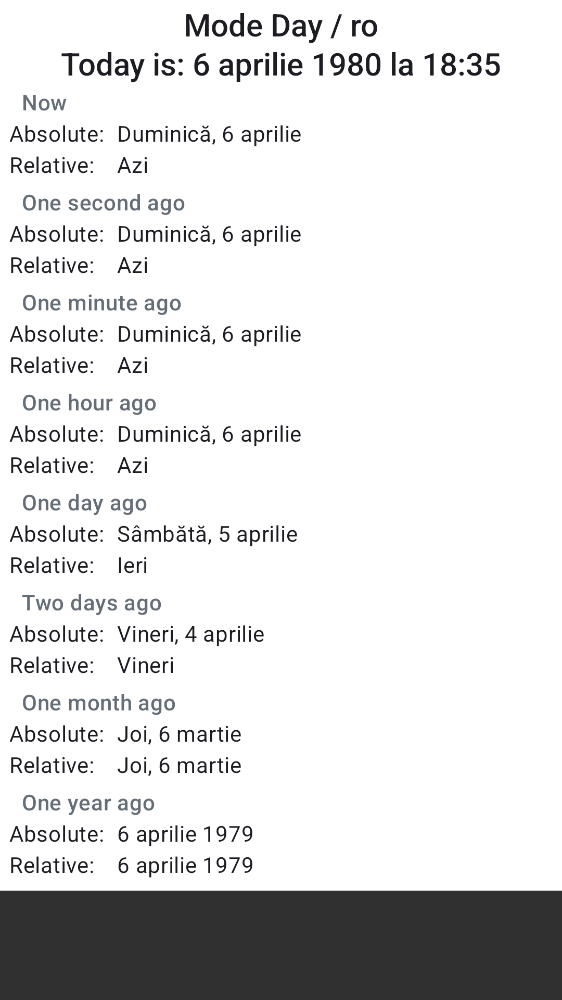 Mode Day / ro
Today is: 6 aprilie 1980 la 18:35
Now
Absolute: Duminică, 6 aprilie
Relative: Azi
One second ago
Absolute: Duminică, 6 aprilie
Relative: Azi
One minute ago
Absolute: Duminică, 6 aprilie
Relative: Azi
One hour ago
Absolute: Duminică, 6 aprilie
Relative: Azi
One day ago
Absolute: Sâmbătă, 5 aprilie
Relative: Ieri
Two days ago
Absolute: Vineri, 4 aprilie
Relative: Vineri
One month ago
Absolute: Joi, 6 martie
Relative: Joi, 6 martie
One year ago
Absolute: 6 aprilie 1979
Relative: 6 aprilie 1979